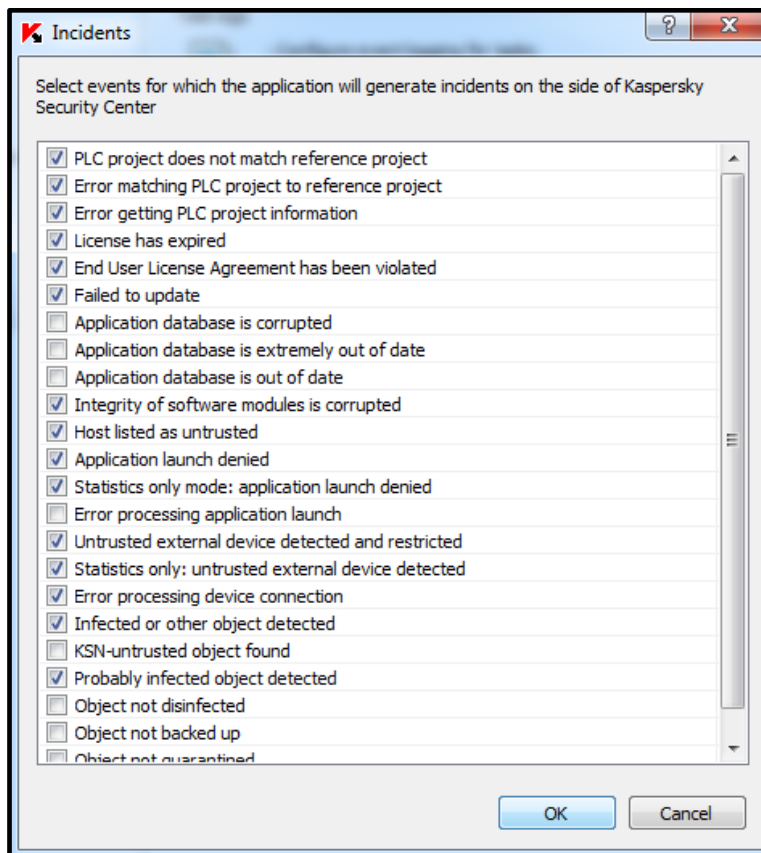 Incidents
Select events for which the application will generate incidents on the side of Kaspersky
Security Center
PLC project does not match reference project
Error matching PLC project to reference project
Error getting PLC project information
License has expired
End User License Agreement has been violated
Failed to update
Application database is corrupted
Application database is extremely out of date
Application database is out of date
Integrity of software modules is corrupted
Host listed as untrusted
Application launch denied
Statistics only mode: application launch denied
Error processing application launch
Untrusted external device detected and restricted
Statistics only: untrusted external device detected
Error processing device connection
Infected or other object detected
KSN-untrusted object found
Probably infected object detected
Object not disinfected
Object not backed up
Object not quarantined
OK Cancel